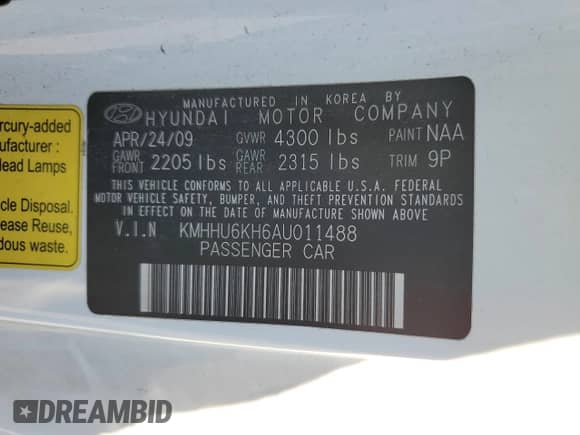 MANUFACTURED IN KOREA BY
HYUNDAI MOTOR COMPANY
APR/24/09 GVWR 4300 lbs PAINT NAA
GAWR FRONT 2205 lbs GAWR REAR 2315 lbs TRIM 9P
THIS VEHICLE CONFORMS TO ALL APPLICABLE U.S.A. FEDERAL
MOTOR VEHICLE SAFETY, BUMPER, AND THEFT PREVENTION STANDARDS
IN EFFECT ON THE DATE OF MANUFACTURE SHOWN ABOVE.
V.I.N KMHHU6KH6AU011488
PASSENGER CAR
ercury-added
nufacturer :
Head Lamps
icle Disposal.
ease Reuse,
dous waste.
DREAMBID